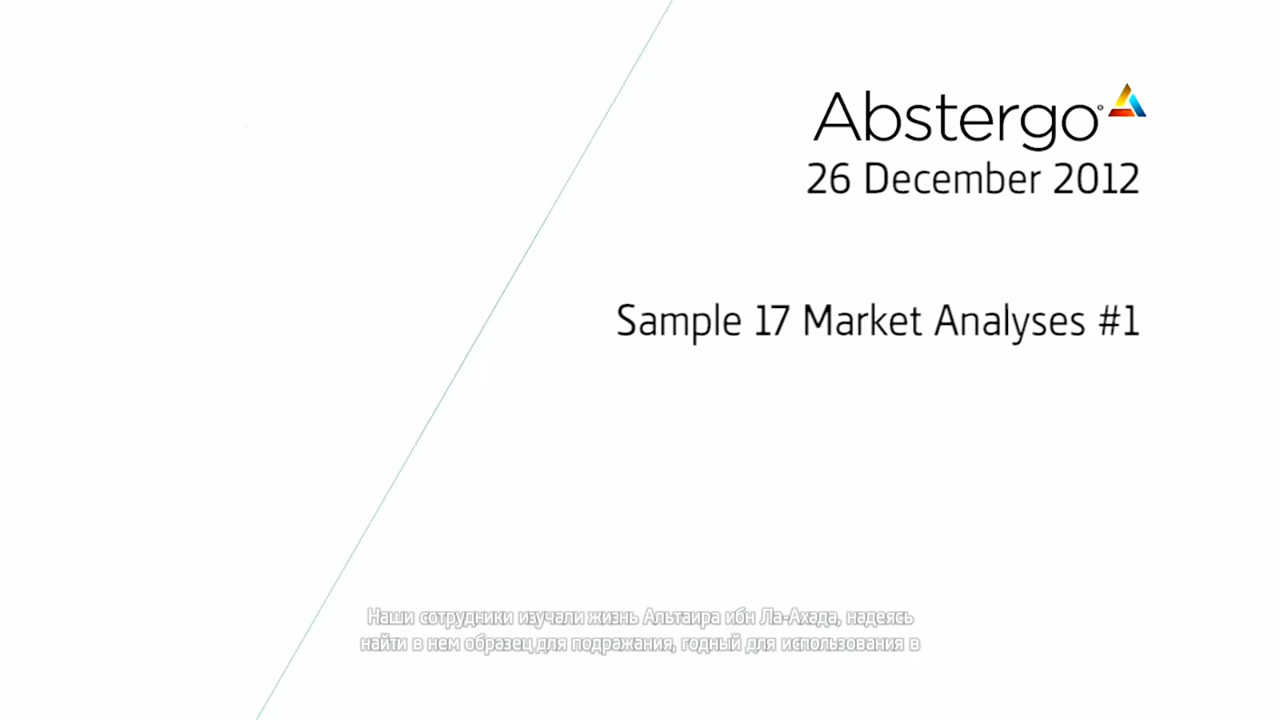 Abstergo
26 December 2012
Sample 17 Market Analyses #1
Наши сотрудники изучали жизнь Альтаира ибн Ла-Ахада, надеясь
найти в нем образец для подражания, годный для использования в